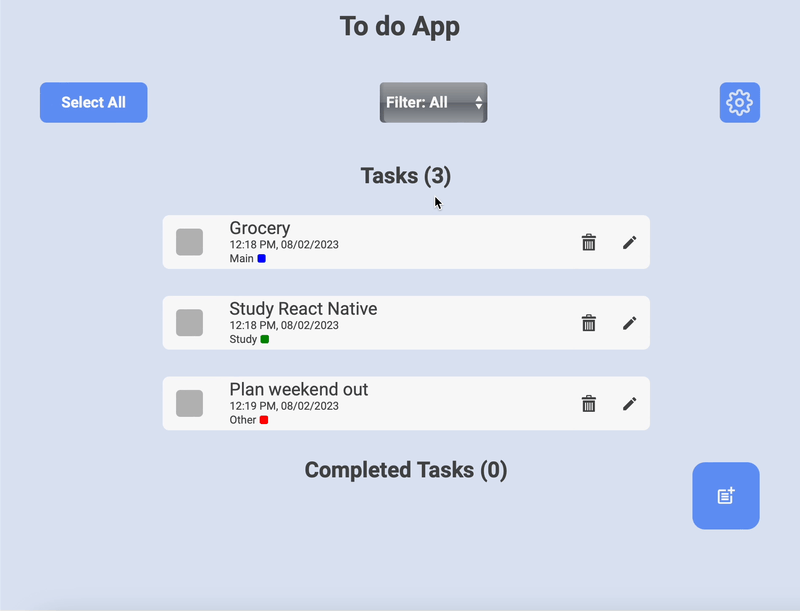 To do App
Select All
Filter: All
Tasks (3)
Grocery
12:18 PM, 08/02/2023
Main
Study React Native
12:18 PM, 08/02/2023
Study
Plan weekend out
12:19 PM, 08/02/2023
Other
Completed Tasks (0)